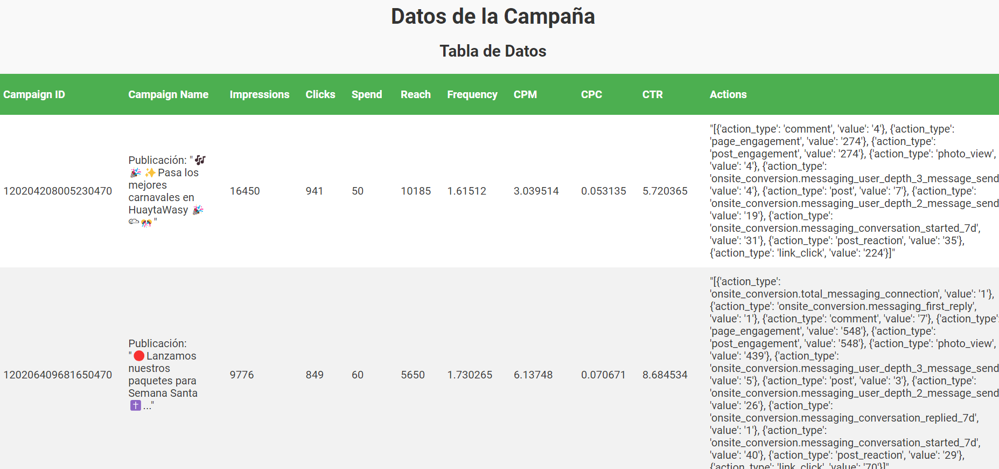 Datos de la Campaña
Tabla de Datos
Campaign ID Campaign Name Impressions Clicks Spend Reach Frequency CPM CPC CTR Actions
120204208005230470
Publicación: "🎶
🎉 ✨Pasa los
mejores
carnavales en
HuaytaWasy 🎉
🌥🎊"
16450 941 50 10185 1.61512 3.039514 0.053135 5.720365
"[{'action_type': 'comment', 'value': '4'}, {'action_type':
'page_engagement', 'value': '274'}, {'action_type':
'post_engagement', 'value': '274'}, {'action_type': 'photo_view',
'value': '4'}, {'action_type':
'onsite_conversion.messaging_user_depth_3_message_send
'value': '4'}, {'action_type': 'post', 'value': '7'}, {'action_type':
'onsite_conversion.messaging_user_depth_2_message_send
'value': '19'}, {'action_type':
'onsite_conversion.messaging_conversation_started_7d',
'value': '31'}, {'action_type': 'post_reaction', 'value': '35'},
{'action_type': 'link_click', 'value': '224'}]"
120206409681650470
Publicación:
"🔴Lanzamos
nuestros
paquetes para
Semana Santa
✝️..."
9776 849 60 5650 1.730265 6.13748 0.070671 8.684534
"[{'action_type':
'onsite_conversion.total_messaging_connection', 'value': '1'},
{'action_type': 'onsite_conversion.messaging_first_reply',
'value': '1'}, {'action_type': 'comment', 'value': '7'}, {'action_type':
'page_engagement', 'value': '548'}, {'action_type':
'post_engagement', 'value': '548'}, {'action_type': 'photo_view',
'value': '439'}, {'action_type':
'onsite_conversion.messaging_user_depth_3_message_send
'value': '5'}, {'action_type': 'post', 'value': '3'}, {'action_type':
'onsite_conversion.messaging_user_depth_2_message_send
'value': '26'}, {'action_type':
'onsite_conversion.messaging_conversation_replied_7d',
'value': '1'}, {'action_type':
'onsite_conversion.messaging_conversation_started_7d',
'value': '40'}, {'action_type': 'post_reaction', 'value': '29'},
{'action_type': 'link_click', 'value': '70'}]"